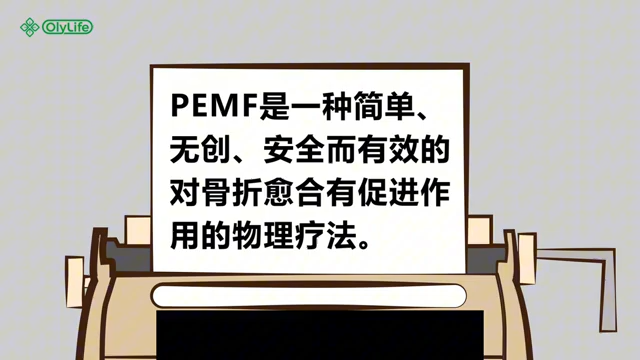 OlyLife
PEMF是一种简单、
无创、安全而有效的
对骨折愈合有促进作
用的物理疗法。